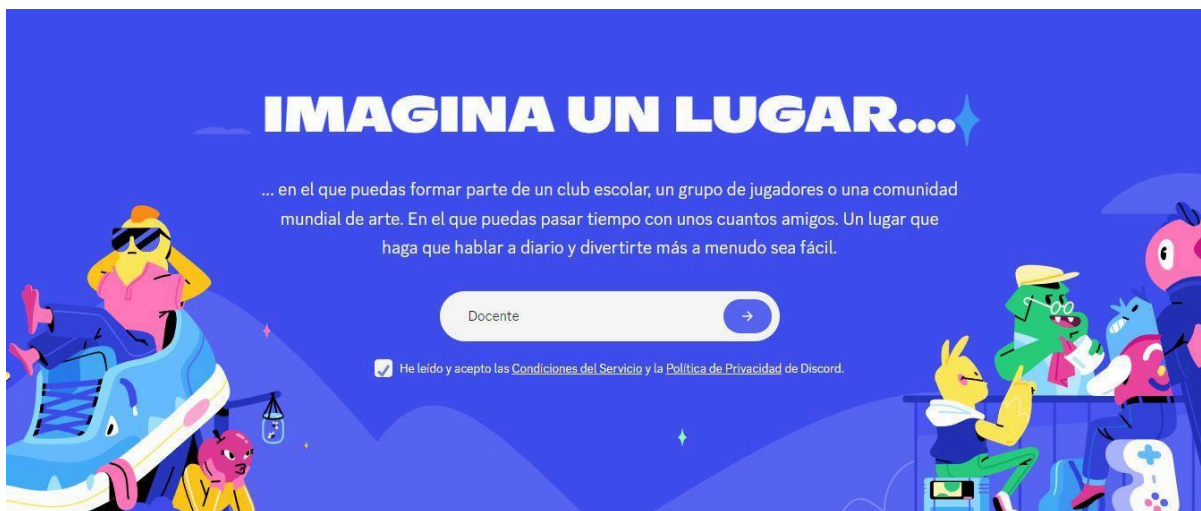 IMAGINA UN LUGAR...
... en el que puedas formar parte de un club escolar, un grupo de jugadores o una comunidad
mundial de arte. En el que puedas pasar tiempo con unos cuantos amigos. Un lugar que
haga que hablar a diario y divertirte más a menudo sea fácil.
Docente
He leído y acepto las Condiciones del Servicio y la Política de Privacidad de Discord.